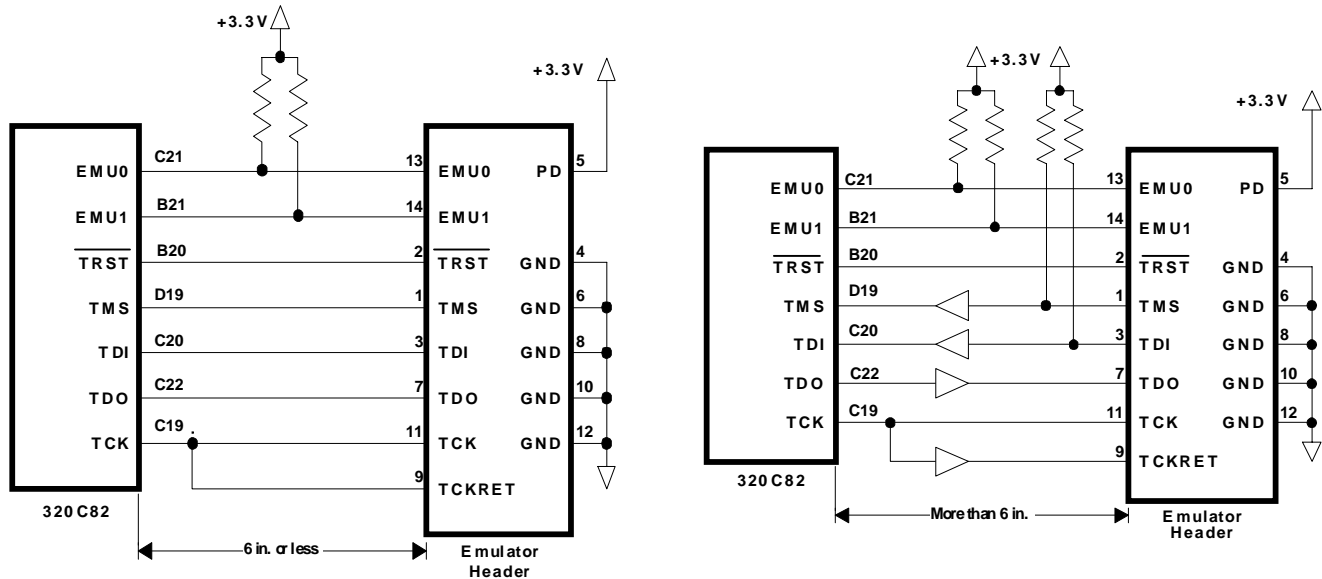 +3.3V
+3.3V
EMU0 C21 13 EMU0 PD 5
EMU1 B21 14 EMU1
TRST B20 2 TRST GND 4
TMS D19 1 TMS GND 6
TDI C20 3 TDI GND 8
TDO C22 7 TDO GND 10
TCK C19 11 TCK GND 12
9 TCKRET
320C82
6 in. or less
Emulator
Header
+3.3V
+3.3V
EMU0 C21 13 EMU0 PD 5
EMU1 B21 14 EMU1
TRST B20 2 TRST GND 4
TMS D19 1 TMS GND 6
TDI C20 3 TDI GND 8
TDO C22 7 TDO GND 10
TCK C19 11 TCK GND 12
9 TCKRET
320C82
More than 6 in.
Emulator
Header